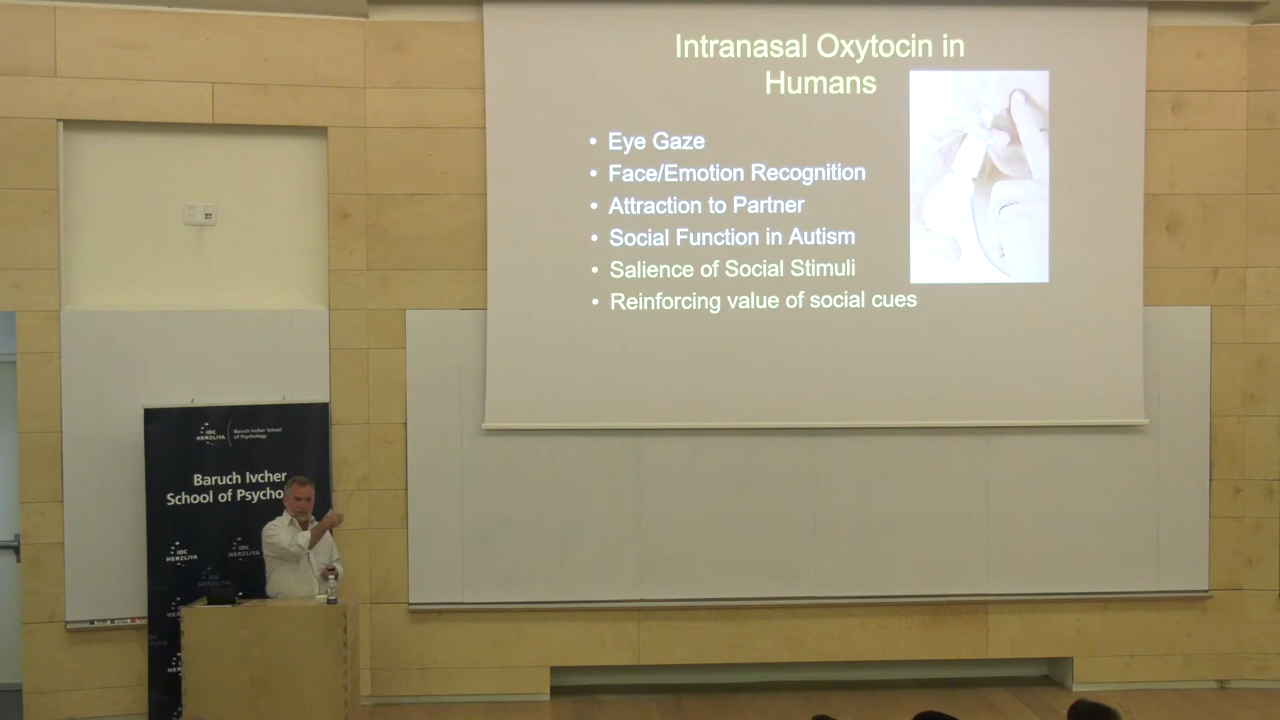 Intranasal Oxytocin in
Humans
• Eye Gaze
• Face/Emotion Recognition
• Attraction to Partner
• Social Function in Autism
• Salience of Social Stimuli
• Reinforcing value of social cues
IDC
HERZLIYA
Baruch Ivcher School
of Psychology
Baruch Ivcher
School of Psycho
IDC
HERZLIYA
IDC
HERZLIYA
IDC
HERZLIYA